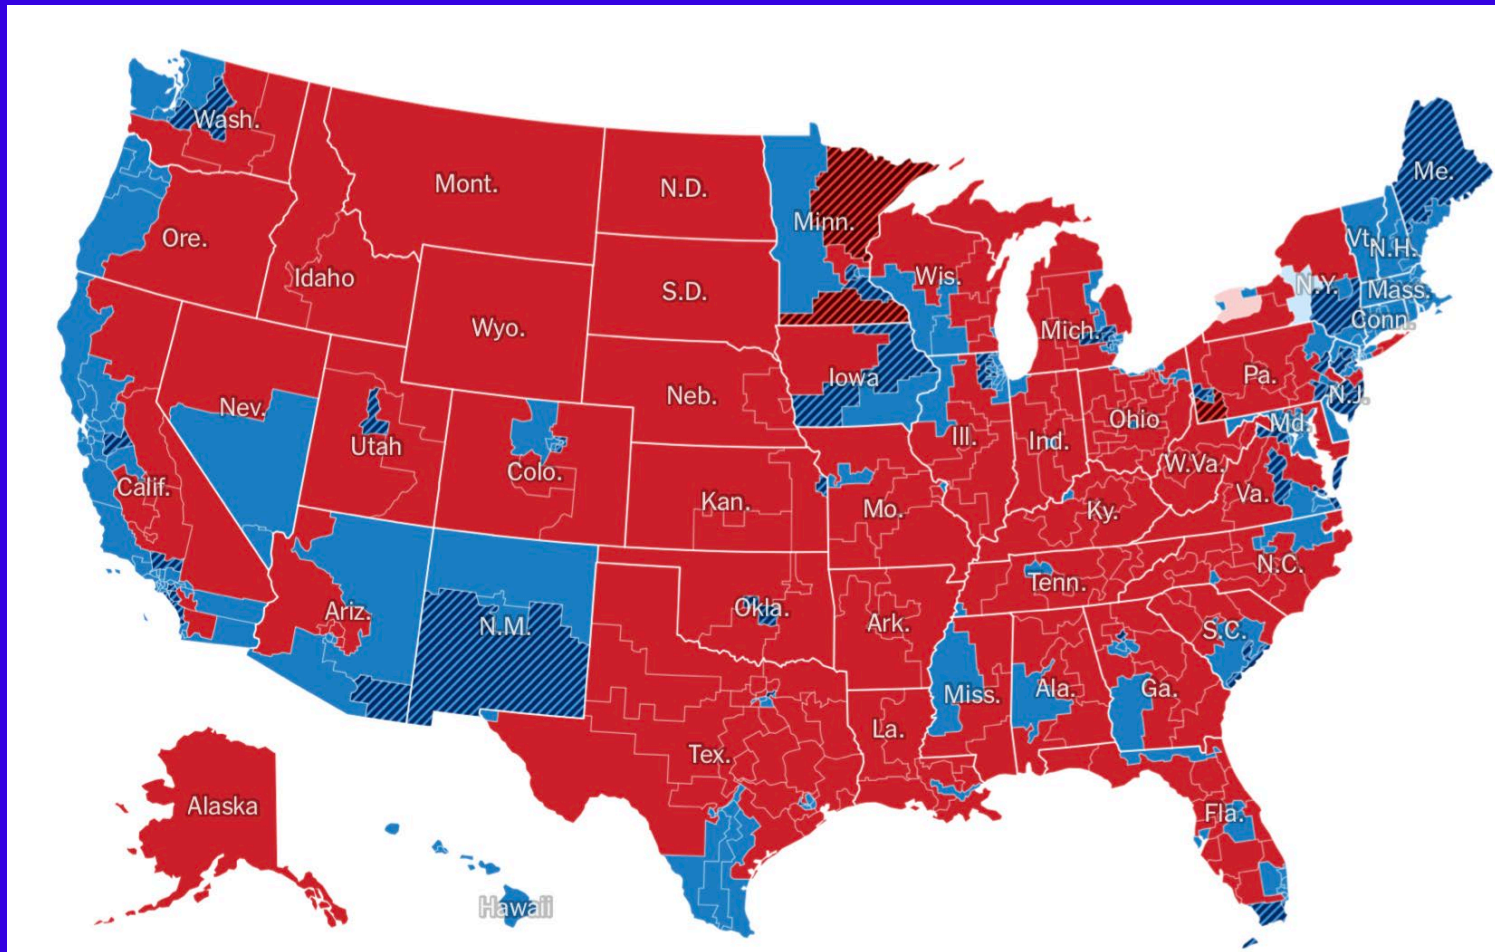 Wash.
Mont.
N.D.
Minn.
Me.
Ore.
Idaho
S.D.
Wis.
Vt.
N.H.
Wyo.
Mich.
N.Y.
Mass.
Conn.
Nev.
Utah
Colo.
Neb.
Iowa
Ill.
Ind.
Ohio
Pa.
N.J.
Md.
Calif.
Kan.
Mo.
Ky.
W.Va.
Va.
Ariz.
N.M.
Okla.
Ark.
Tenn.
N.C.
S.C.
Tex.
La.
Miss.
Ala.
Ga.
Fla.
Alaska
Hawaii